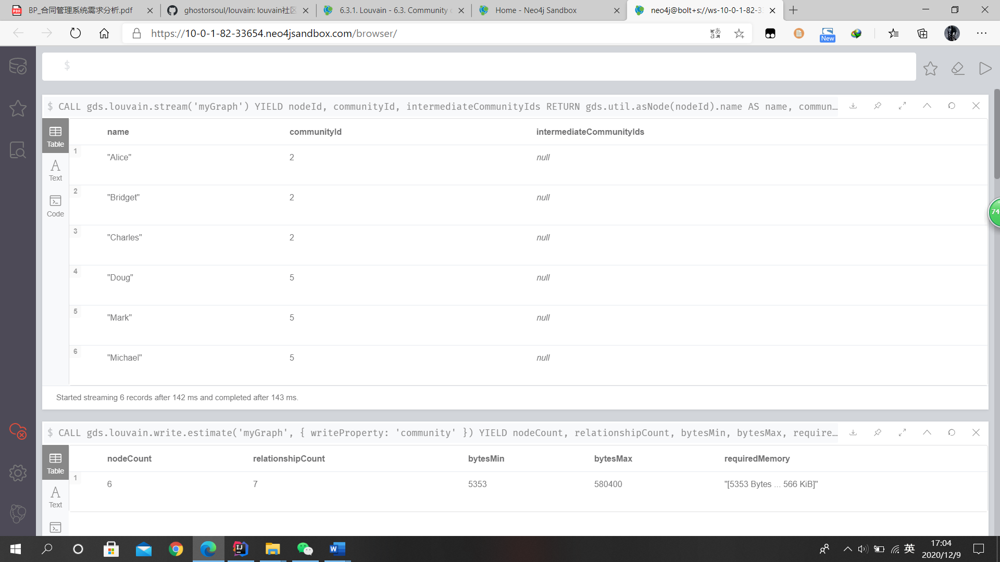 BP_合同管理系统需求分析.pdf
ghostorsoul/louvain: louvain社区
6.3.1. Louvain - 6.3. Community
Home - Neo4j Sandbox
neo4j@bolt+s://ws-10-0-1-82-33
https://10-0-1-82-33654.neo4jsandbox.com/browser/
New
$
$ CALL gds.louvain.stream('myGraph') YIELD nodeId, communityId, intermediateCommunityIds RETURN gds.util.asNode(nodeId).name AS name, commun…
Table
Text
Code
name communityId intermediateCommunityIds
1 "Alice" 2 null
2 "Bridget" 2 null
3 "Charles" 2 null
4 "Doug" 5 null
5 "Mark" 5 null
6 "Michael" 5 null
74
Started streaming 6 records after 142 ms and completed after 143 ms.
$ CALL gds.louvain.write.estimate('myGraph', { writeProperty: 'community' }) YIELD nodeCount, relationshipCount, bytesMin, bytesMax, require…
Table
Text
nodeCount relationshipCount bytesMin bytesMax requiredMemory
1 6 7 5353 580400 "[5353 Bytes ... 566 KiB]"
英
17:04
2020/12/9